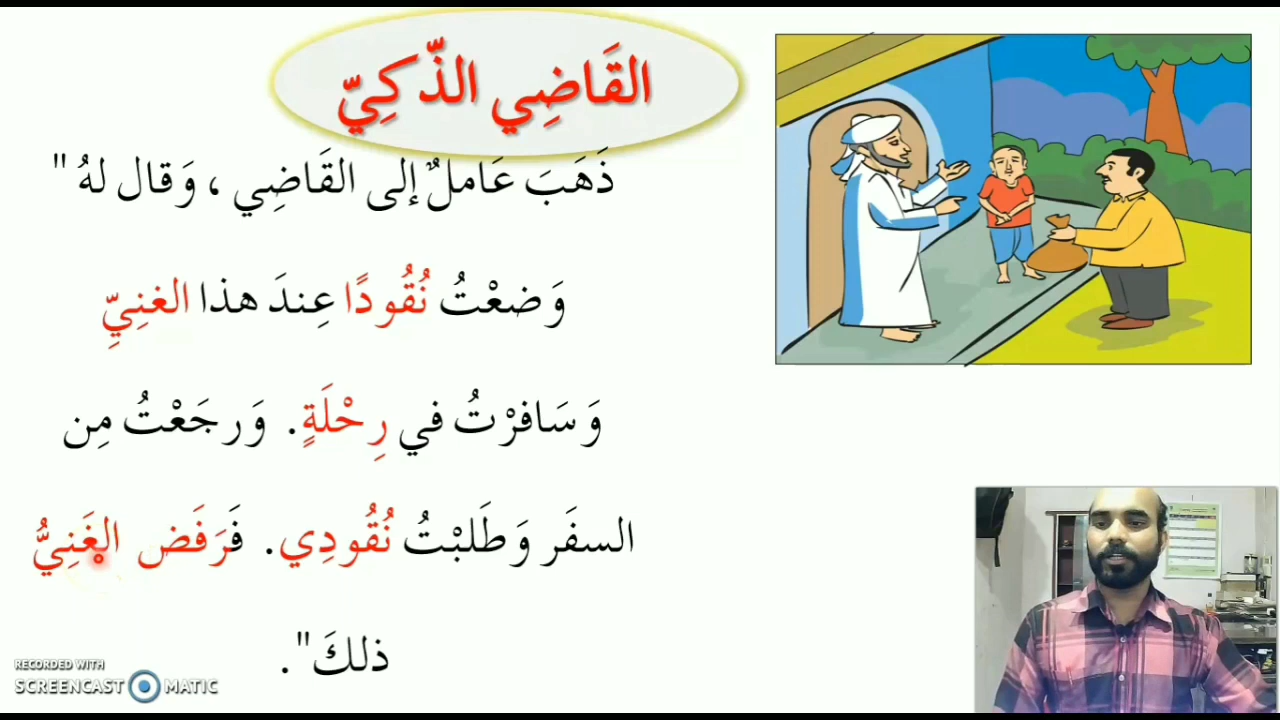 القَاضِي الذّكِيّ
ذَهَبَ عَاملٌ إلى القَاضِي ، وَقال لهُ "
وَضعْتُ نُقُودًا عِندَ هذا الغنِيِّ
وَسَافرْتُ في رِحْلَةٍ. وَرجَعْتُ مِن
السفَر وَطَلبْتُ نُقُودِي. فَرَفَض الغَنِيُّ
ذلكَ".
RECORDED WITH
SCREENCAST MATIC